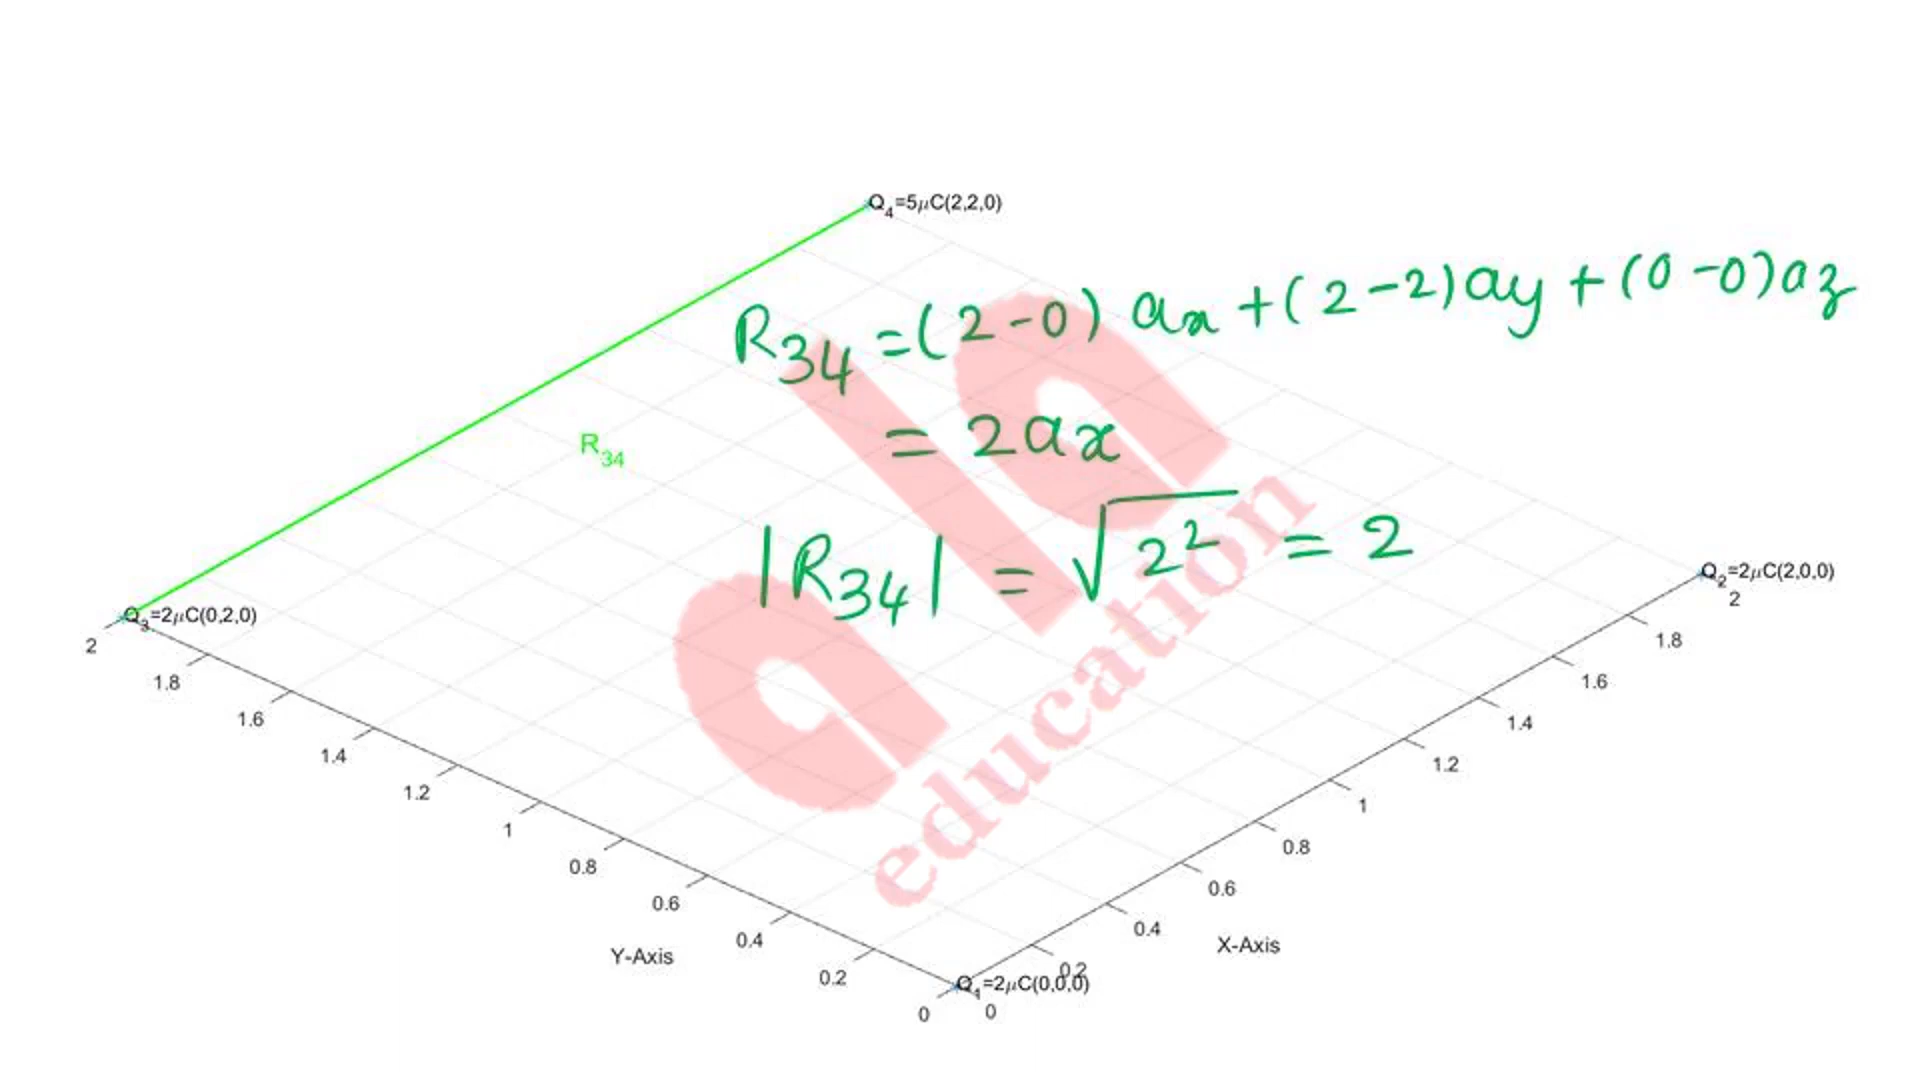 Q4=5μC(2,2,0)
R34 = (2-0) ax + (2-2) ay + (0-0) az
= 2ax
R34
|R34| = √2² = 2
Q2=2μC(2,0,0)
Q3=2μC(0,2,0)
2
1.8
1.6
1.4
1.2
1
0.8
0.6
0.4
0.2
0
Y-Axis
2
1.8
1.6
1.4
1.2
1
0.8
0.6
0.4
0.2
0
X-Axis
Q1=2μC(0,0,0)
education